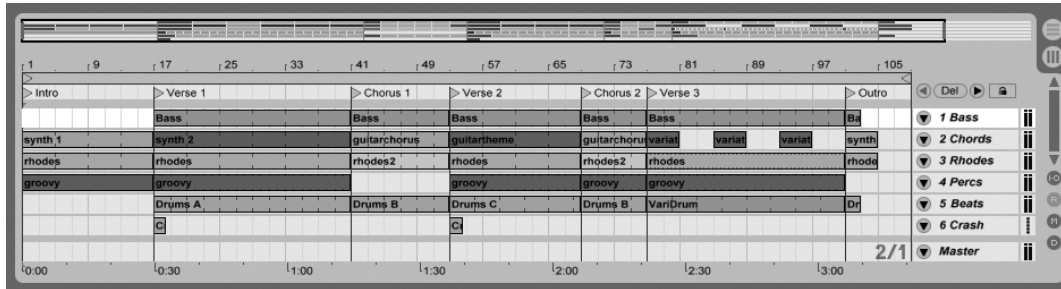 1 9 17 25 33 41 49 57 65 73 81 89 97 105
Intro Verse 1 Chorus 1 Verse 2 Chorus 2 Verse 3 Outro Del
Bass Bass Bass Bass Bass Ba 1 Bass
synth 1 synth 2 guitarchorus guitartheme guitarchorus variat variat variat synth 2 Chords
rhodes rhodes rhodes2 rhodes rhodes2 rhodes rhode 3 Rhodes
groovy groovy groovy groovy groovy 4 Percs I·O
Drums A Drums B Drums C Drums B VariDrum Dr 5 Beats R
C 6 Crash M
2/1 Master D
0:00 0:30 1:00 1:30 2:00 2:30 3:00